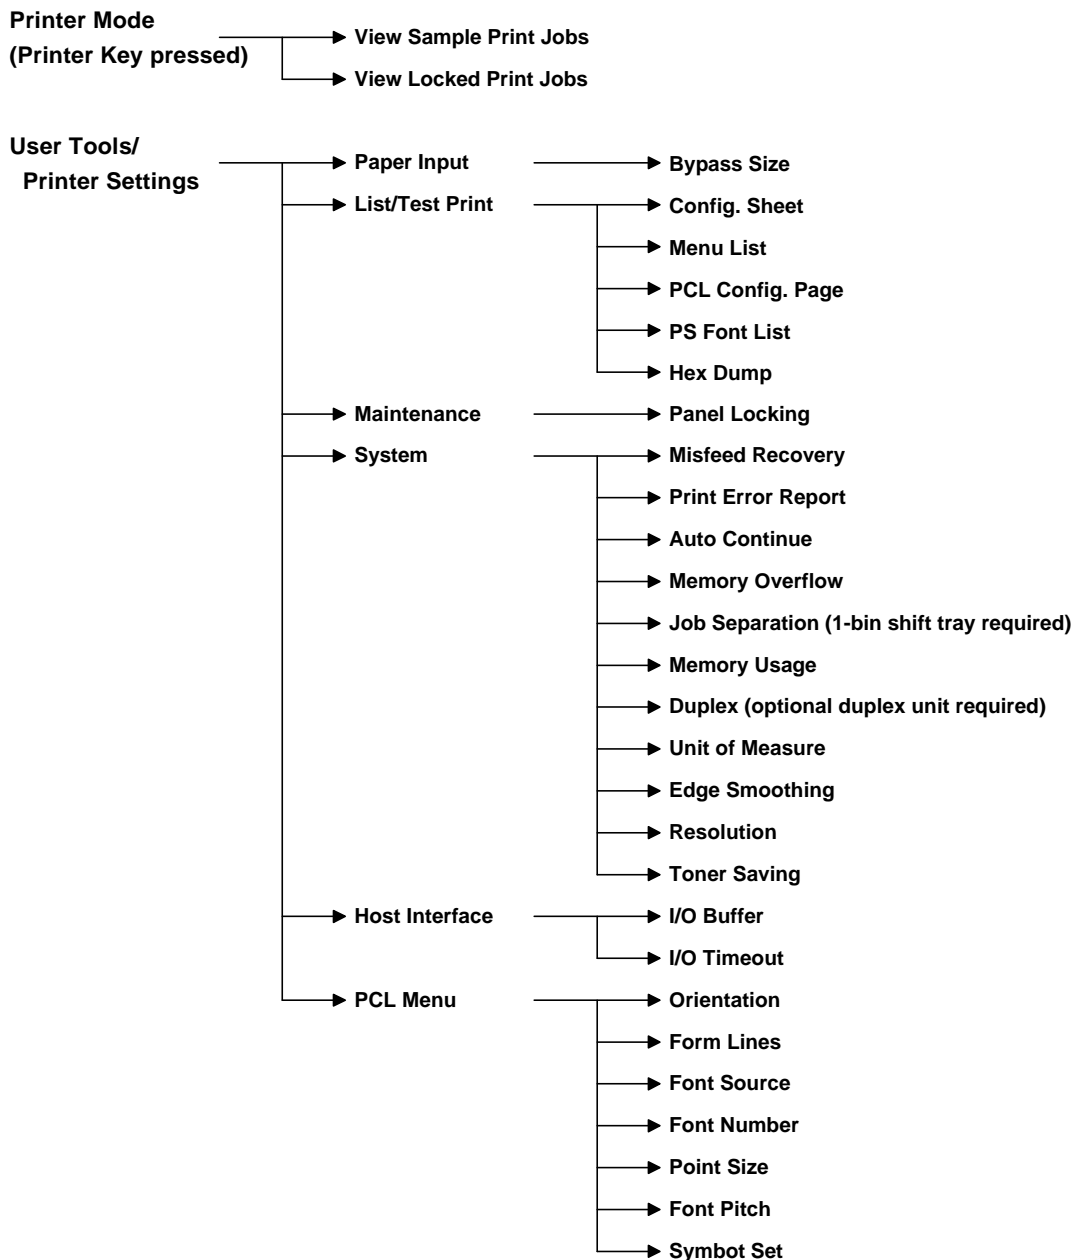 Printer Mode
(Printer Key pressed)
View Sample Print Jobs
View Locked Print Jobs
User Tools/
Printer Settings
Paper Input
Bypass Size
List/Test Print
Config. Sheet
Menu List
PCL Config. Page
PS Font List
Hex Dump
Maintenance
Panel Locking
System
Misfeed Recovery
Print Error Report
Auto Continue
Memory Overflow
Job Separation (1-bin shift tray required)
Memory Usage
Duplex (optional duplex unit required)
Unit of Measure
Edge Smoothing
Resolution
Toner Saving
Host Interface
I/O Buffer
I/O Timeout
PCL Menu
Orientation
Form Lines
Font Source
Font Number
Point Size
Font Pitch
Symbot Set